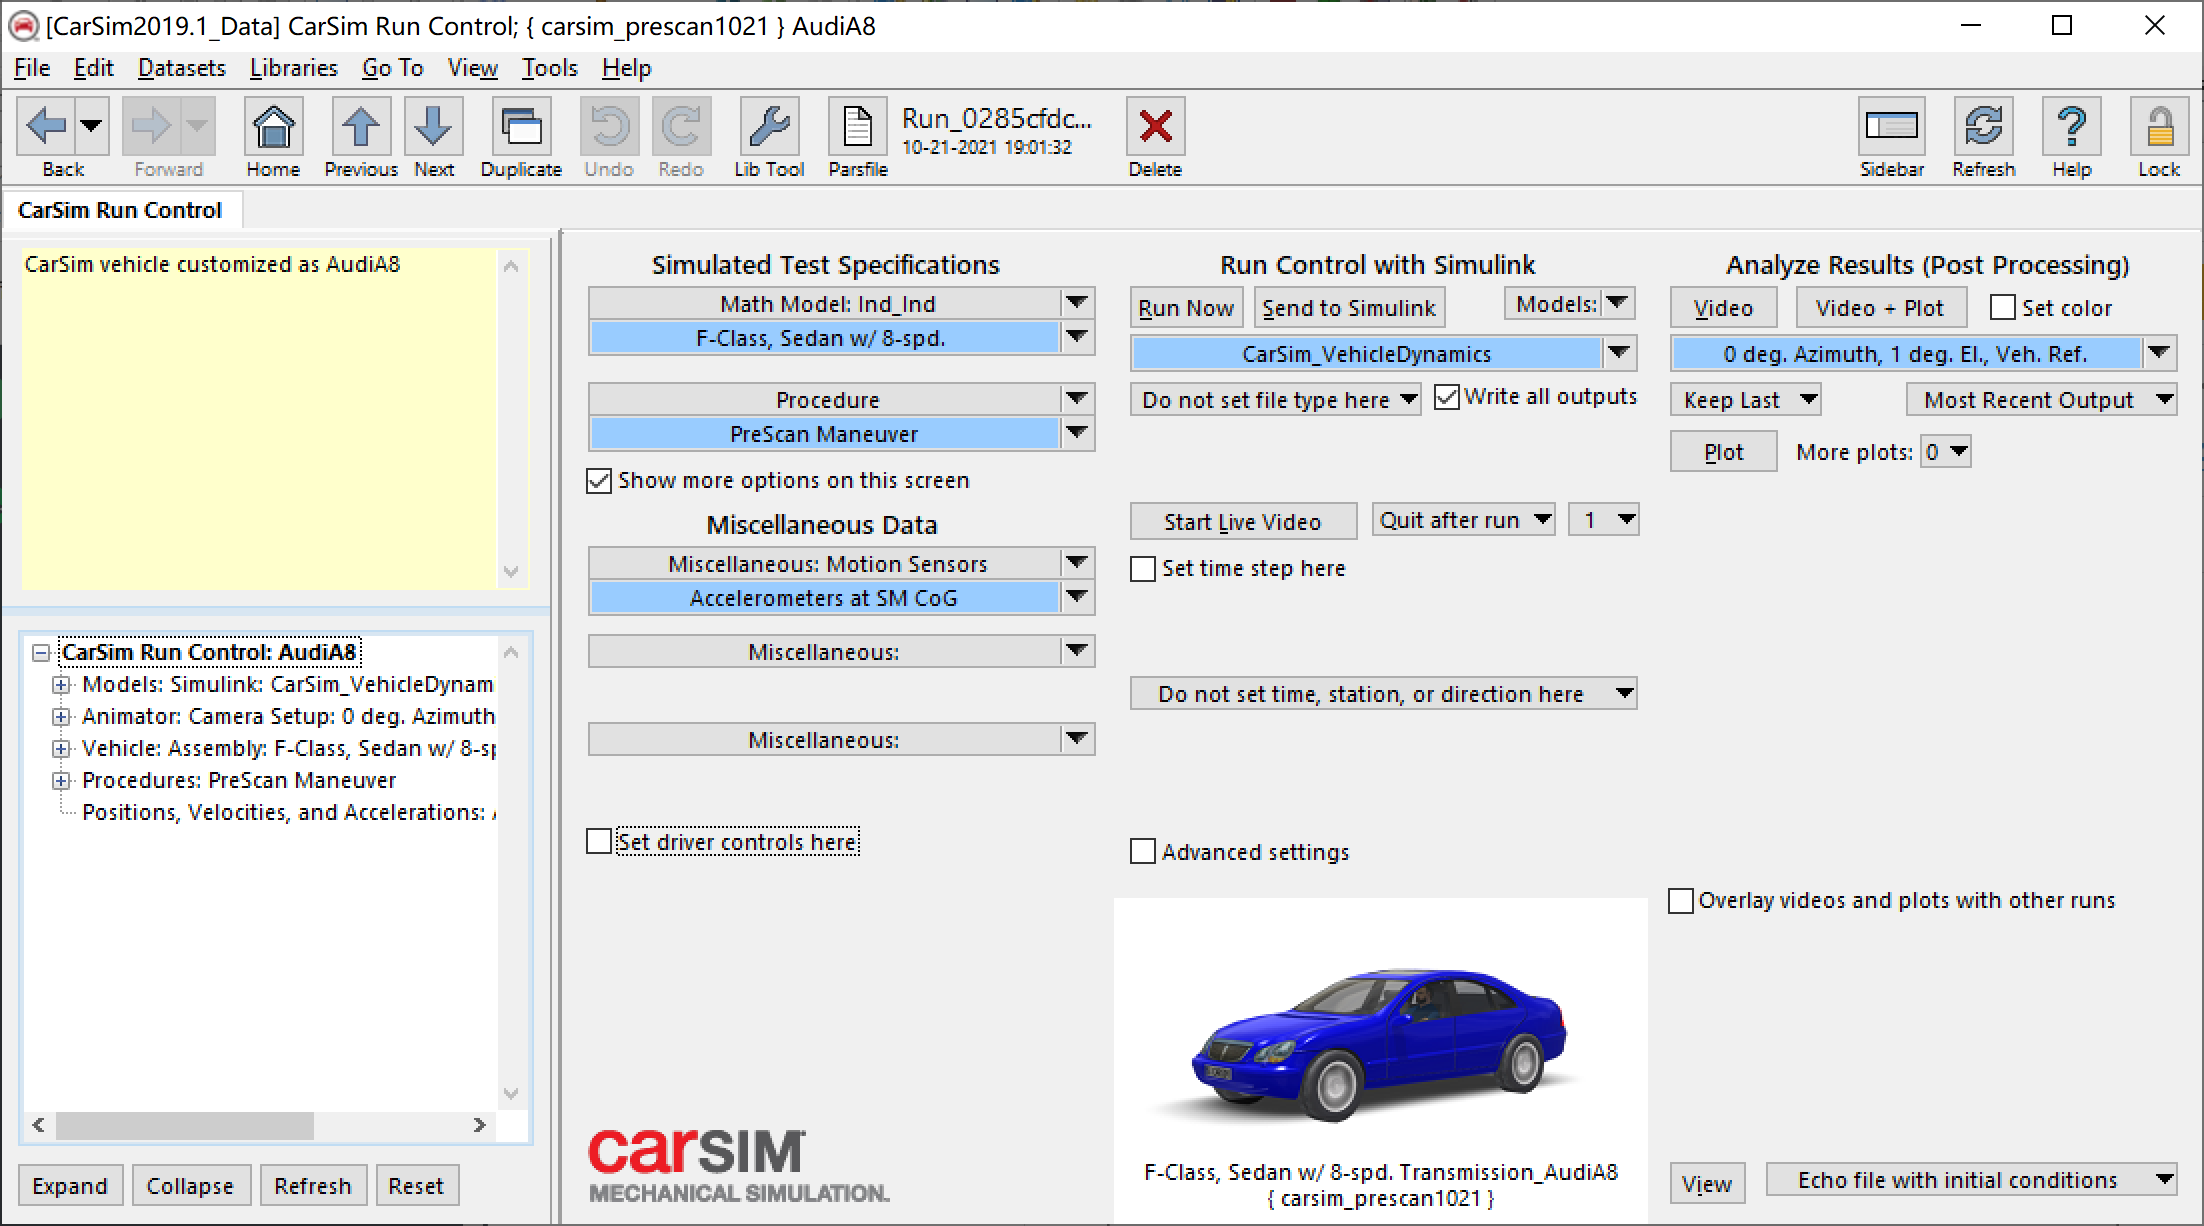 [CarSim2019.1_Data] CarSim Run Control; { carsim_prescan1021 } AudiA8
File Edit Datasets Libraries Go To View Tools Help
Back Forward Home Previous Next Duplicate Undo Redo Lib Tool Parsfile
Run_0285cfdc...
10-21-2021 19:01:32
Delete Sidebar Refresh Help Lock
CarSim Run Control
CarSim vehicle customized as AudiA8
CarSim Run Control: AudiA8
Models: Simulink: CarSim_VehicleDynam
Animator: Camera Setup: 0 deg. Azimuth
Vehicle: Assembly: F-Class, Sedan w/ 8-sp
Procedures: PreScan Maneuver
Positions, Velocities, and Accelerations:
Expand Collapse Refresh Reset
Simulated Test Specifications
Math Model: Ind_Ind
F-Class, Sedan w/ 8-spd.
Procedure
PreScan Maneuver
Show more options on this screen
Miscellaneous Data
Miscellaneous: Motion Sensors
Accelerometers at SM CoG
Miscellaneous:
Miscellaneous:
Set driver controls here
carSIM
MECHANICAL SIMULATION.
Run Control with Simulink
Run Now Send to Simulink Models:
CarSim_VehicleDynamics
Do not set file type here Write all outputs
Start Live Video Quit after run 1
Set time step here
Do not set time, station, or direction here
Advanced settings
F-Class, Sedan w/ 8-spd. Transmission_AudiA8
{ carsim_prescan1021 }
Analyze Results (Post Processing)
Video Video + Plot Set color
0 deg. Azimuth, 1 deg. El., Veh. Ref.
Keep Last Most Recent Output
Plot More plots: 0
Overlay videos and plots with other runs
View Echo file with initial conditions